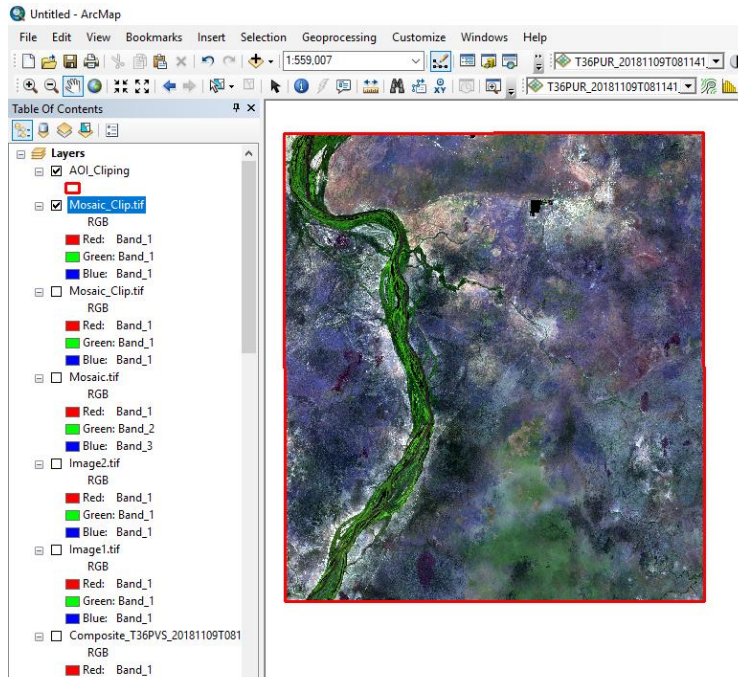 Untitled - ArcMap
File Edit View Bookmarks Insert Selection Geoprocessing Customize Windows Help
1:559,007 T36PUR_20181109T081141_
T36PUR_20181109T081141_
Table Of Contents
Layers
AOI_Cliping
Mosaic_Clip.tif
RGB
Red: Band_1
Green: Band_1
Blue: Band_1
Mosaic_Clip.tif
RGB
Red: Band_1
Green: Band_1
Blue: Band_1
Mosaic.tif
RGB
Red: Band_1
Green: Band_2
Blue: Band_3
Image2.tif
RGB
Red: Band_1
Green: Band_1
Blue: Band_1
Image1.tif
RGB
Red: Band_1
Green: Band_1
Blue: Band_1
Composite_T36PVS_20181109T081
RGB
Red: Band_1